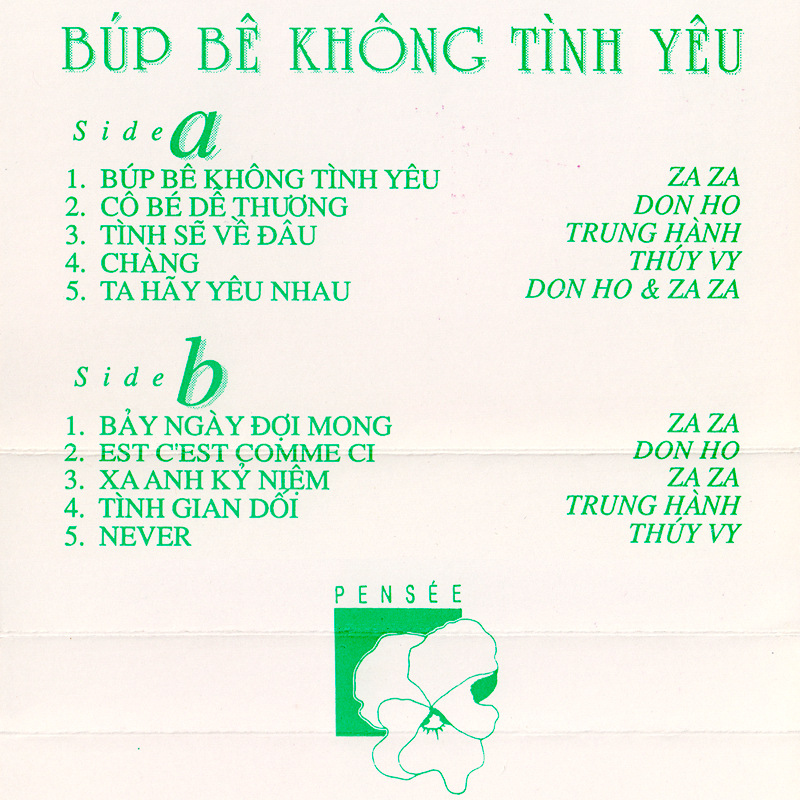 BÚP BÊ KHÔNG TÌNH YÊU
Side a
1. BÚP BÊ KHÔNG TÌNH YÊU ZA ZA
2. CÔ BÉ DỄ THƯƠNG DON HO
3. TÌNH SẼ VỀ ĐÂU TRUNG HÀNH
4. CHÀNG THÚY VY
5. TA HÃY YÊU NHAU DON HO & ZA ZA
Side b
1. BẢY NGÀY ĐỢI MONG ZA ZA
2. EST C'EST COMME CI DON HO
3. XA ANH KỶ NIỆM ZA ZA
4. TÌNH GIAN DỐI TRUNG HÀNH
5. NEVER THÚY VY
PENSÉE